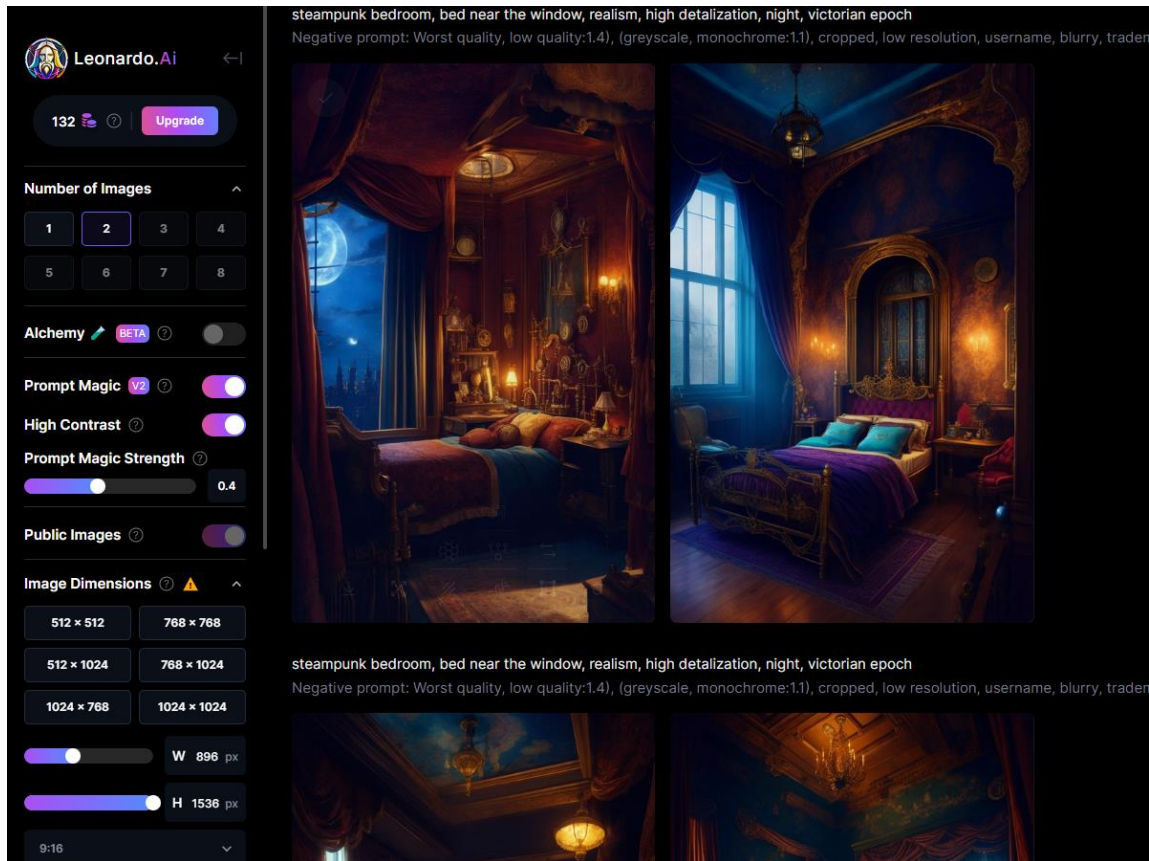 steampunk bedroom, bed near the window, realism, high detalization, night, victorian epoch
Negative prompt: Worst quality, low quality:1.4), (greyscale, monochrome:1.1), cropped, low resolution, username, blurry, tradem
Leonardo.Ai
132 Upgrade
Number of Images
1 2 3 4
5 6 7 8
Alchemy BETA
Prompt Magic V2
High Contrast
Prompt Magic Strength
0.4
Public Images
Image Dimensions
512 × 512 768 × 768
512 × 1024 768 × 1024
1024 × 768 1024 × 1024
W 896 px
H 1536 px
9:16
steampunk bedroom, bed near the window, realism, high detalization, night, victorian epoch
Negative prompt: Worst quality, low quality:1.4), (greyscale, monochrome:1.1), cropped, low resolution, username, blurry, tradem